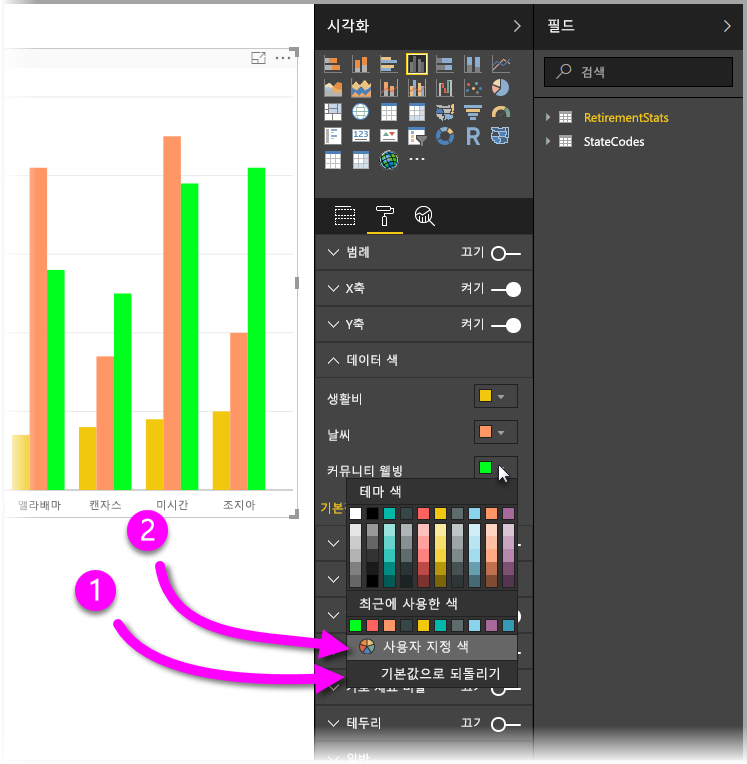 시각화
필드
검색
RetirementStats
StateCodes
123
R
범례 끄기
X축 켜기
Y축 켜기
데이터 색
생활비
날씨
커뮤니티 웰빙
테마 색
최근에 사용한 색
사용자 지정 색
기본값으로 되돌리기
테두리 끄기
앨라배마 캔자스 미시간 조지아
2
1